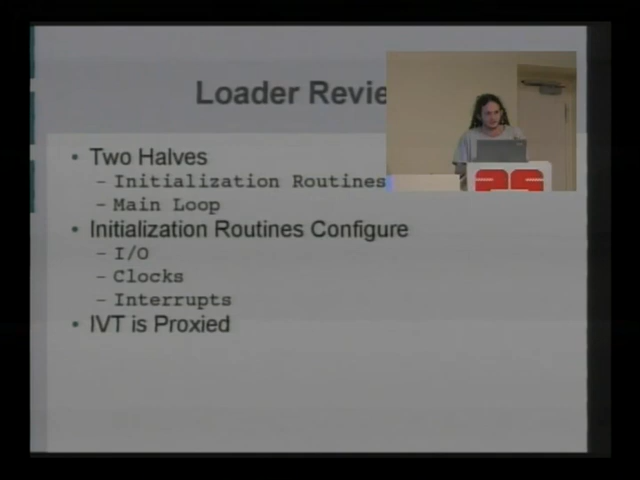 Loader Revie
• Two Halves
– Initialization Routines
– Main Loop
• Initialization Routines Configure
– I/O
– Clocks
– Interrupts
• IVT is Proxied